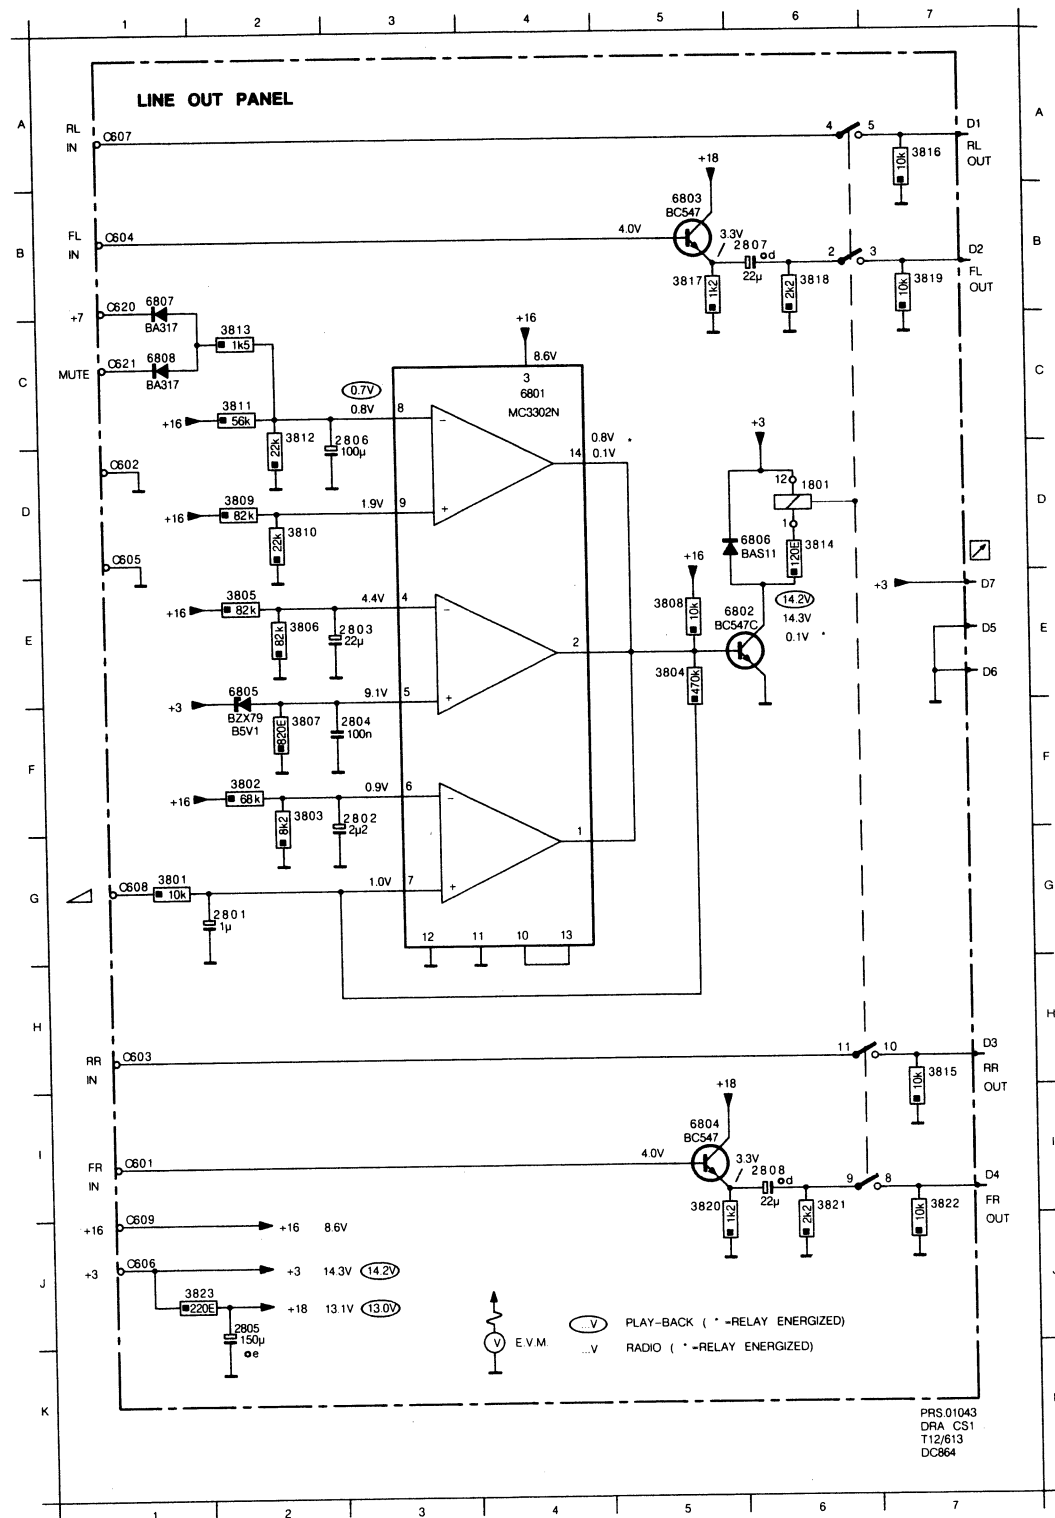 1 2 3 4 5 6 7
LINE OUT PANEL
A
RL
IN
C607
4 5
D1
RL
OUT
3816
10k
A
+18
B
FL
IN
C604
4.0V
6803
BC547
3.3V
2807
d
22µ
3817
1k2
2k2
3818
2 3
D2
FL
OUT
10k
3819
B
+7
C620
6807
BA317
3813
1k5
MUTE
C621
6808
BA317
C
+16
8.6V
3
6801
MC3302N
C
+16
3811
56k
22k
3812
2806
100µ
0.7V
0.8V
8
−
14
0.8V *
0.1V
+3
C602
D
+16
3809
82k
22k
3810
1.9V
9
+
12
1801
1
D
6806
BAS11
120E
3814
C605
+16
+3
D7
E
+16
3805
82k
82k
3806
2803
22µ
4.4V
4
−
2
3808
10k
6802
BC547C
14.2V
14.3V
0.1V *
D5
E
3804
470k
D6
+3
6805
BZX79
B5V1
820E
3807
2804
100n
9.1V
5
+
F
F
+16
3802
68k
8k2
3803
2802
2µ2
0.9V
6
−
1
G
C608
3801
10k
2801
1µ
1.0V
7
+
12 11 10 13
G
H
H
RR
IN
C603
11 10
D3
RR
OUT
10k
3815
+18
I
FR
IN
C601
4.0V
6804
BC547
3.3V
2808
d
22µ
3820
1k2
2k2
3821
9 8
D4
FR
OUT
10k
3822
+16
C609
+16 8.6V
J
+3
C606
+3 14.3V 14.2V
3823
220E
+18 13.1V 13.0V
2805
150µ
e
V
E.V.M.
...V PLAY-BACK ( * =RELAY ENERGIZED)
...V RADIO ( * =RELAY ENERGIZED)
K
PRS.01043
DRA CS1
T12/613
DC864
1 2 3 4 5 6 7